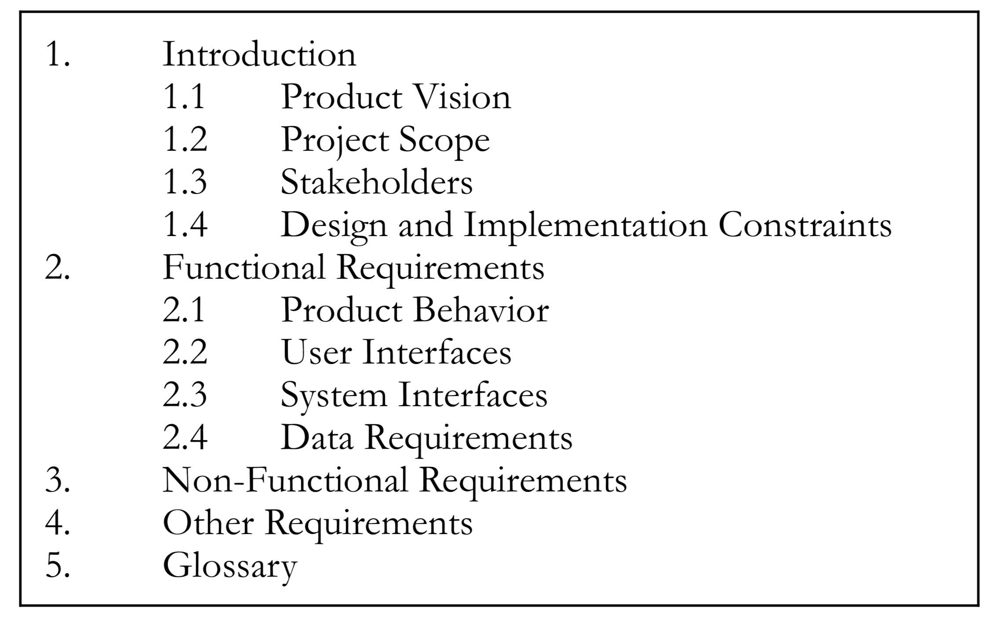 1. Introduction
1.1 Product Vision
1.2 Project Scope
1.3 Stakeholders
1.4 Design and Implementation Constraints
2. Functional Requirements
2.1 Product Behavior
2.2 User Interfaces
2.3 System Interfaces
2.4 Data Requirements
3. Non-Functional Requirements
4. Other Requirements
5. Glossary